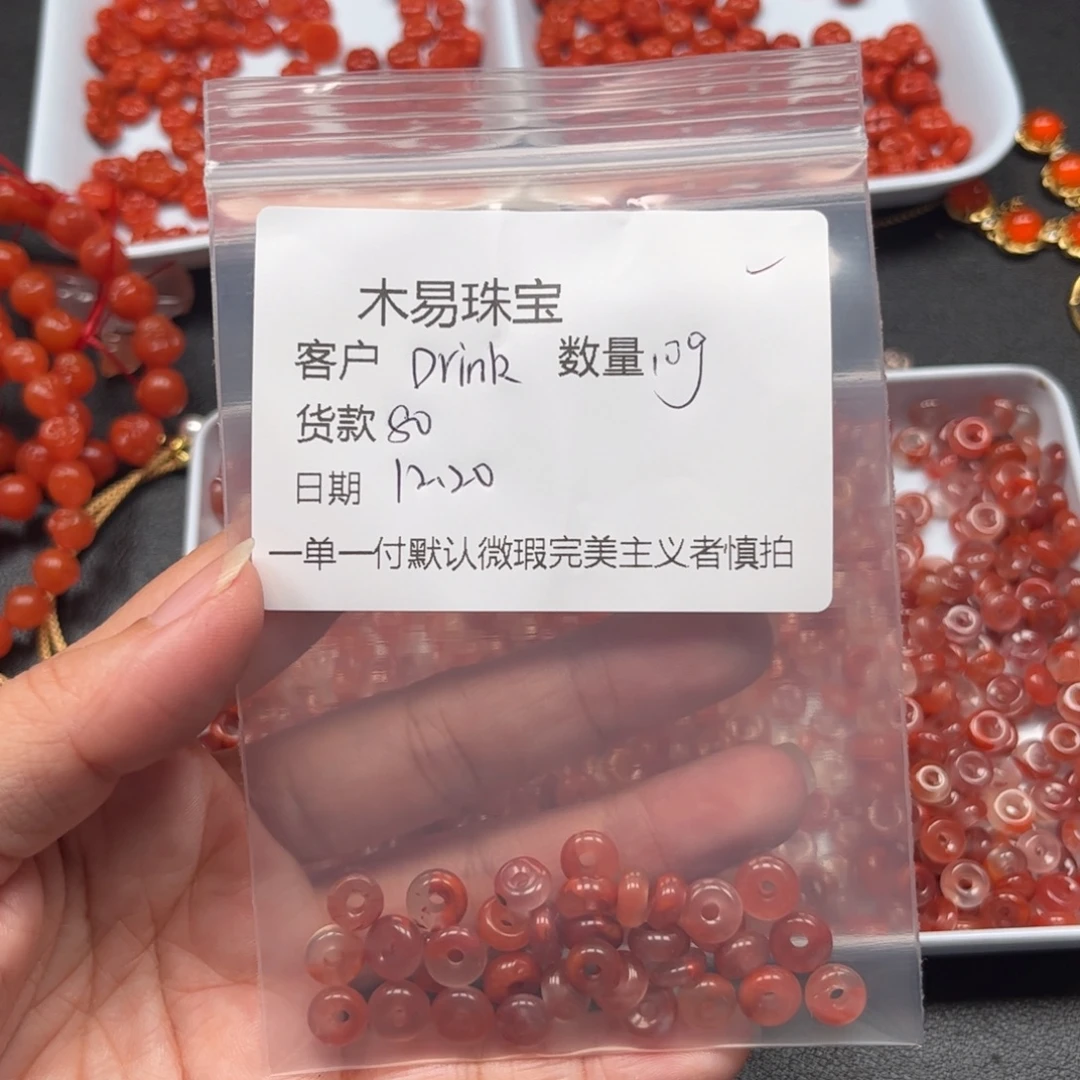 木易珠宝
客户 Drink 数量 10g
货款 80
日期 12.20
一单一付默认微瑕完美主义者慎拍